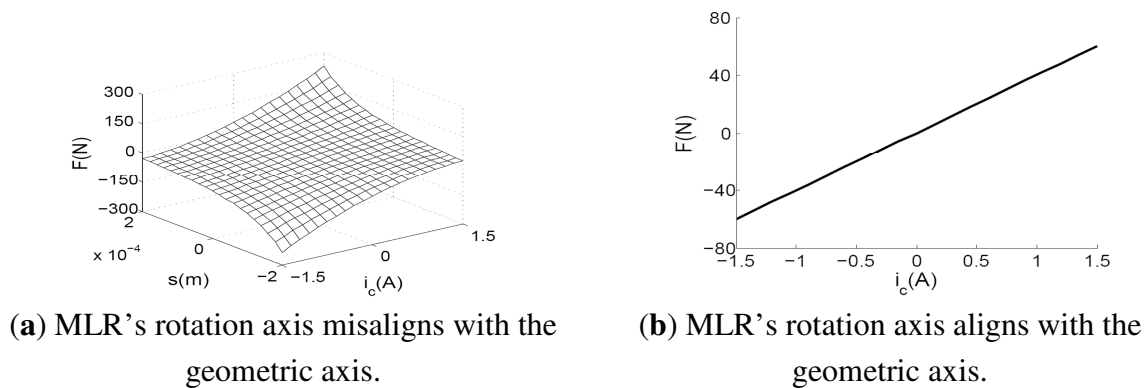 300
150
0
−150
−300
F(N)
2
0
−2
x 10⁻⁴
s(m)
−1.5
0
1.5
i_c(A)
80
40
0
−40
−80
F(N)
−1.5
−1
−0.5
0
0.5
1
1.5
i_c(A)
(a) MLR’s rotation axis misaligns with the
geometric axis.
(b) MLR’s rotation axis aligns with the
geometric axis.